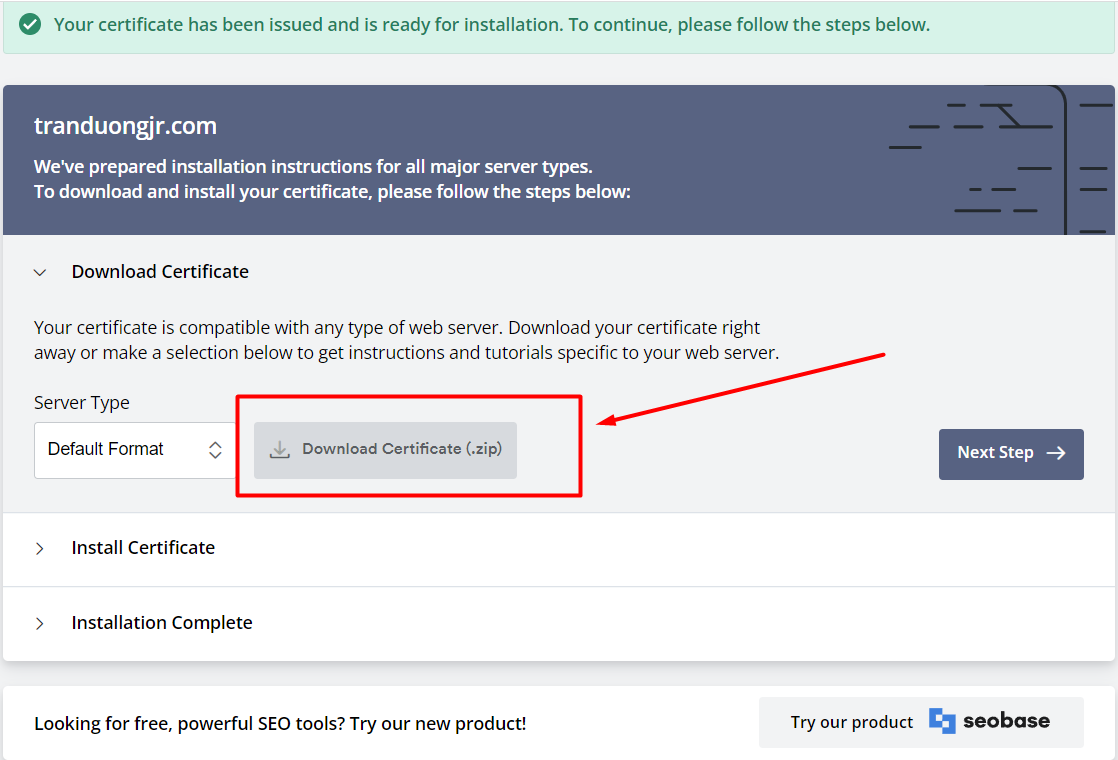 Your certificate has been issued and is ready for installation. To continue, please follow the steps below.
tranduongjr.com
We've prepared installation instructions for all major server types.
To download and install your certificate, please follow the steps below:
Download Certificate
Your certificate is compatible with any type of web server. Download your certificate right
away or make a selection below to get instructions and tutorials specific to your web server.
Server Type
Default Format
Download Certificate (.zip)
Next Step
Install Certificate
Installation Complete
Looking for free, powerful SEO tools? Try our new product!
Try our product seobase